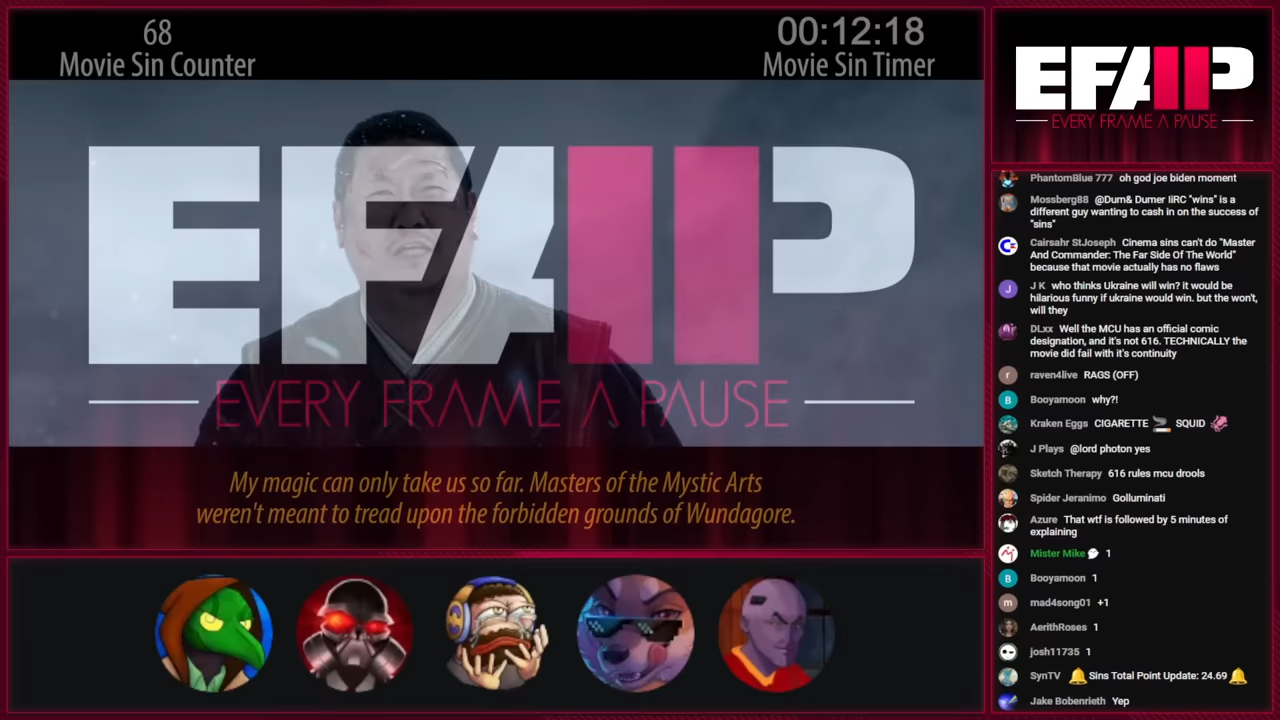 68
Movie Sin Counter
00:12:18
Movie Sin Timer
EFAP
EVERY FRAME A PAUSE
My magic can only take us so far. Masters of the Mystic Arts
weren't meant to tread upon the forbidden grounds of Wundagore.
EFAP
EVERY FRAME A PAUSE
PhantomBlue 777 oh god joe biden moment
Mossberg88 @Dum& Dumer IiRC "wins" is a
different guy wanting to cash in on the success of
"sins"
Cairsahr StJoseph Cinema sins can't do "Master
And Commander: The Far Side Of The World"
because that movie actually has no flaws
J K who thinks Ukraine will win? it would be
hilarious funny if ukraine would win. but the won't,
will they
DLxx Well the MCU has an official comic
designation, and it's not 616. TECHNICALLY the
movie did fail with it's continuity
raven4live RAGS (OFF)
Booyamoon why?!
Kraken Eggs CIGARETTE 🚬 SQUID 🦑
J Plays @lord photon yes
Sketch Therapy 616 rules mcu drools
Spider Jeranimo Golluminati
Azure That wtf is followed by 5 minutes of
explaining
Mister Mike 1
Booyamoon 1
mad4song01 +1
AerithRoses 1
josh11735 1
SynTV 🔔Sins Total Point Update: 24.69🔔
Jake Bobenrieth Yep